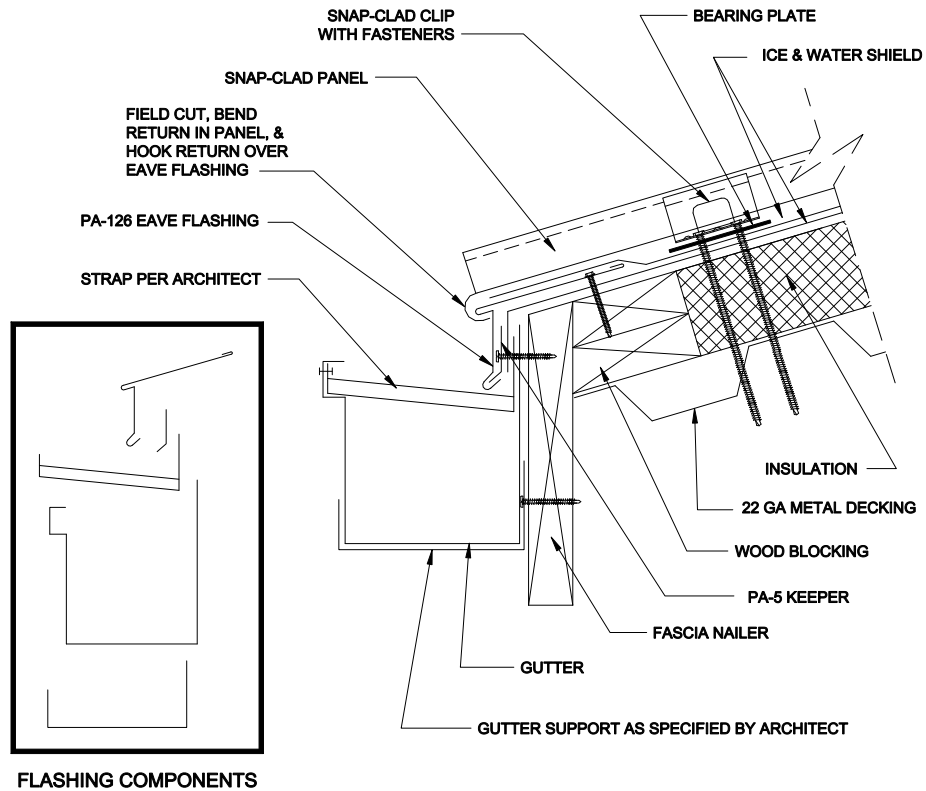 SNAP-CLAD CLIP
WITH FASTENERS
BEARING PLATE
ICE & WATER SHIELD
SNAP-CLAD PANEL
FIELD CUT, BEND
RETURN IN PANEL, &
HOOK RETURN OVER
EAVE FLASHING
PA-126 EAVE FLASHING
STRAP PER ARCHITECT
INSULATION
22 GA METAL DECKING
WOOD BLOCKING
PA-5 KEEPER
FASCIA NAILER
GUTTER
GUTTER SUPPORT AS SPECIFIED BY ARCHITECT
FLASHING COMPONENTS